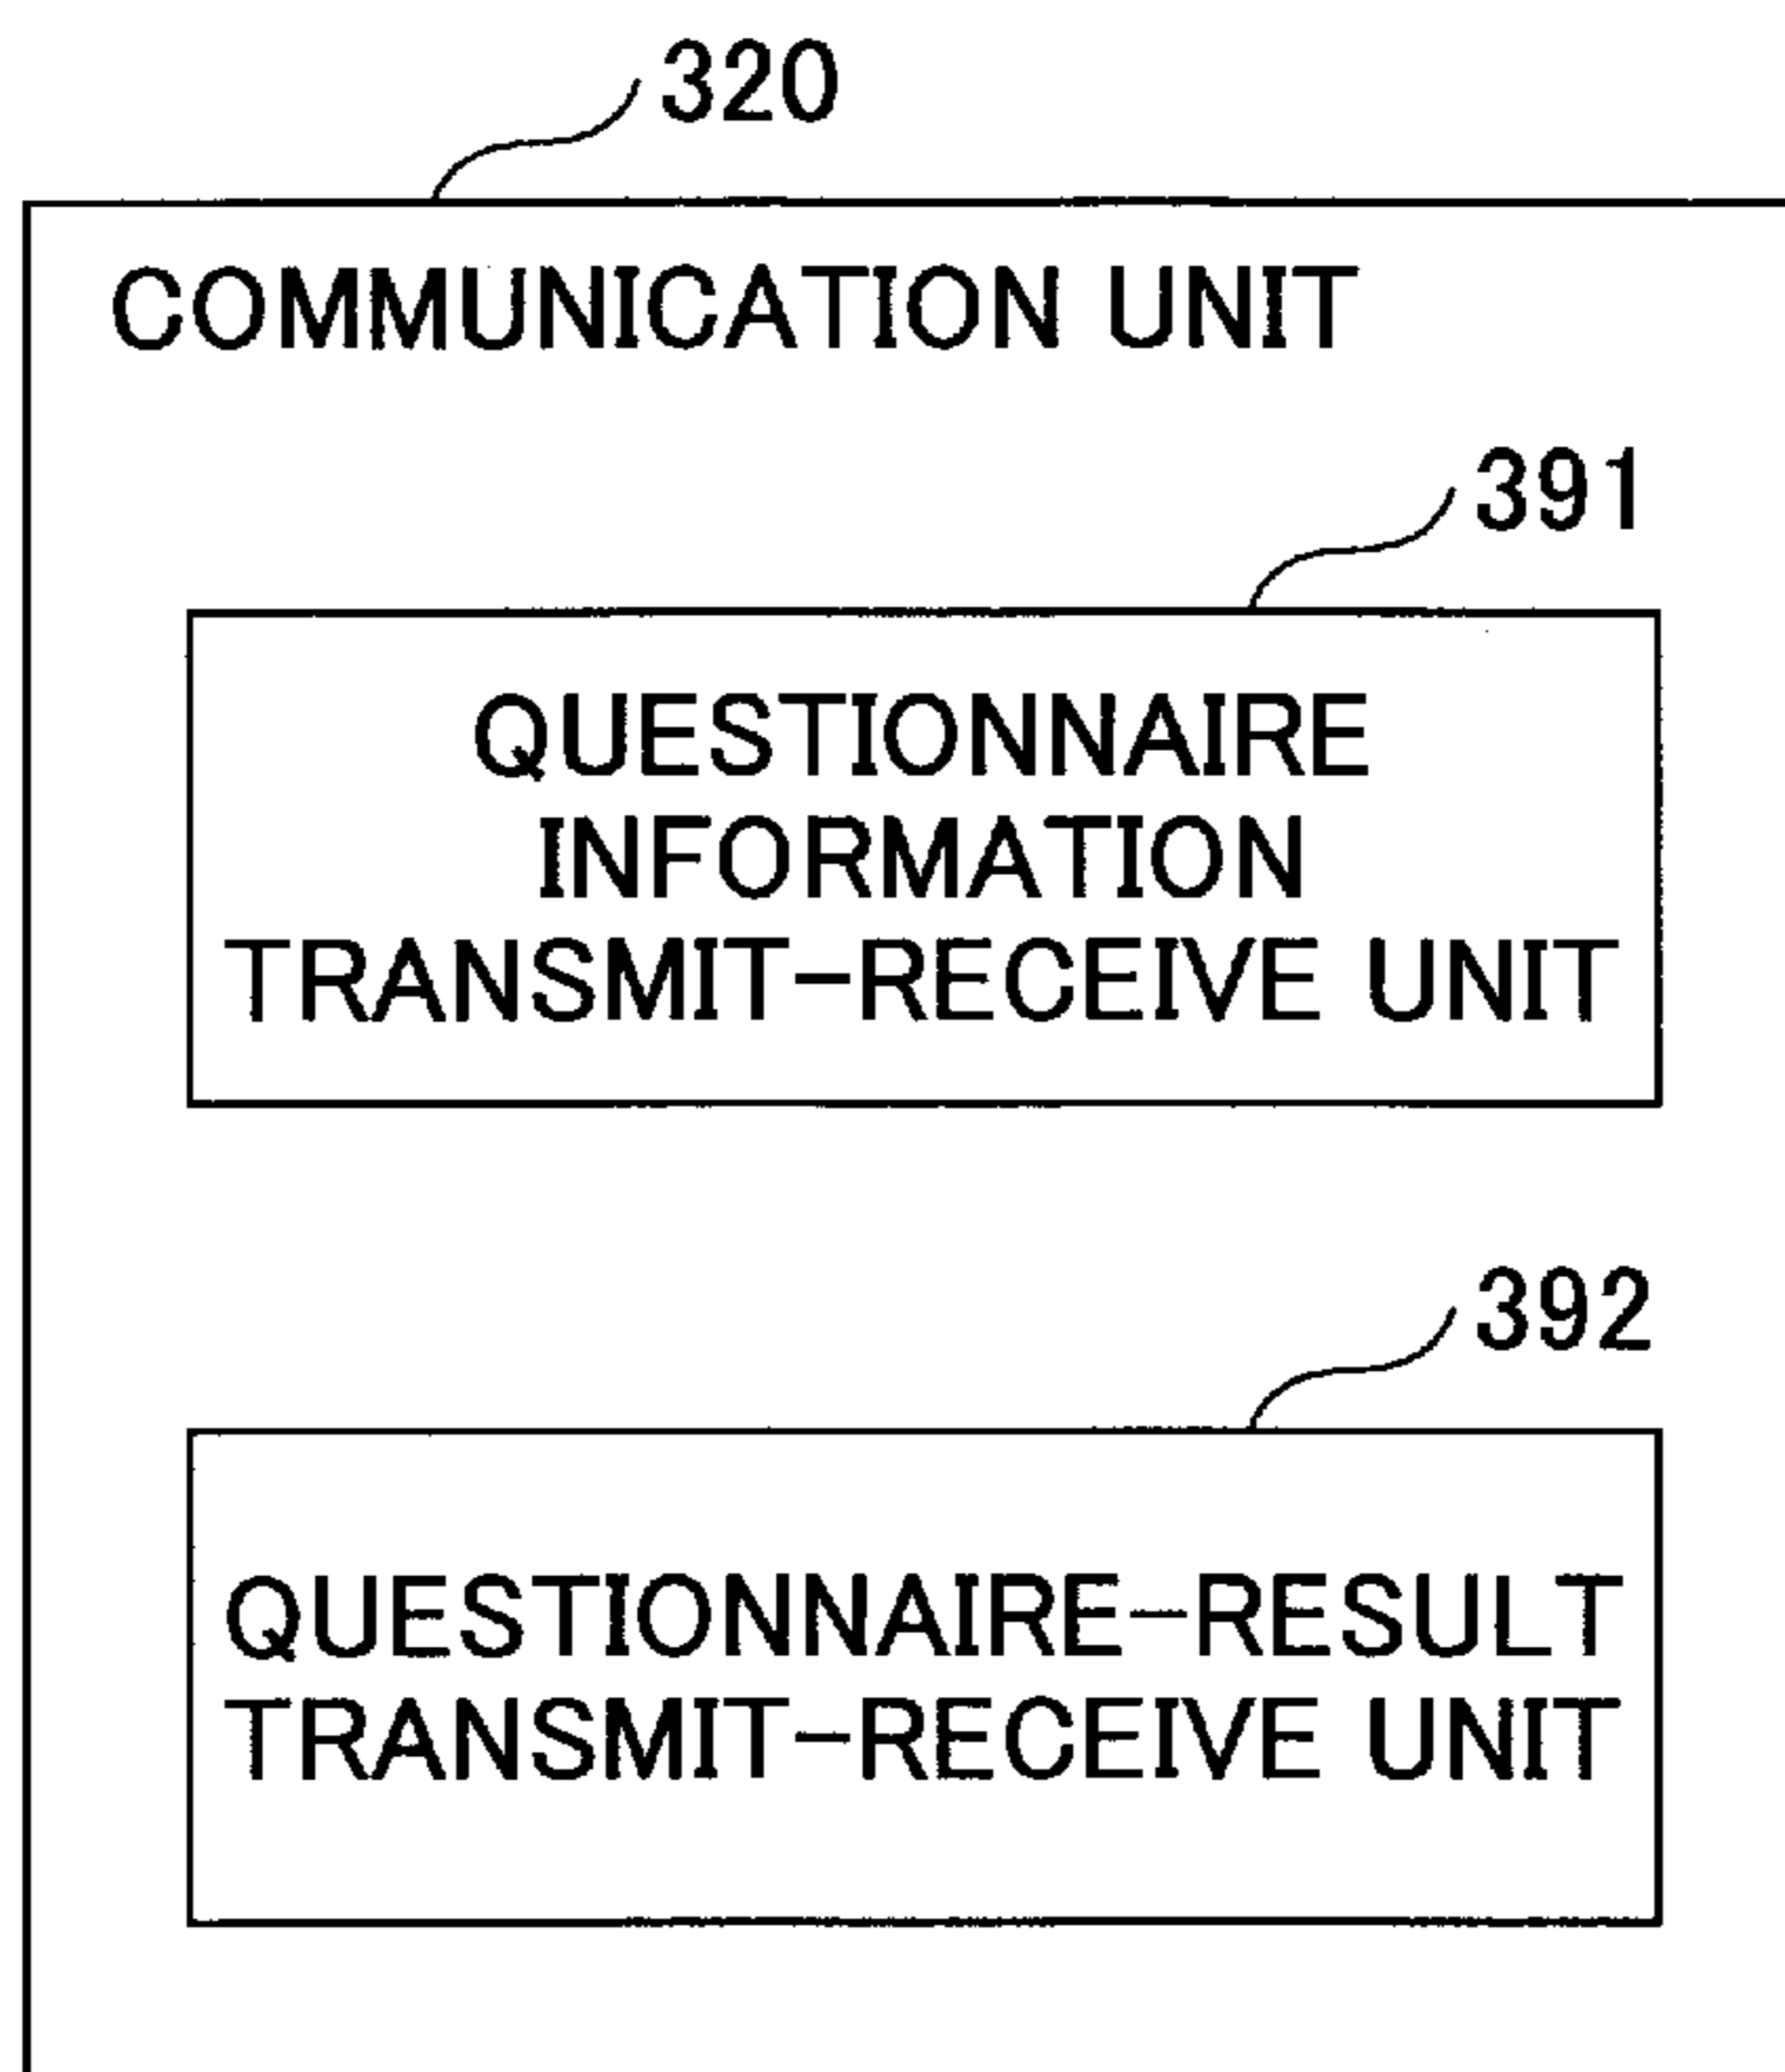 320
COMMUNICATION UNIT
391
QUESTIONNAIRE
INFORMATION
TRANSMIT-RECEIVE UNIT
392
QUESTIONNAIRE-RESULT
TRANSMIT-RECEIVE UNIT